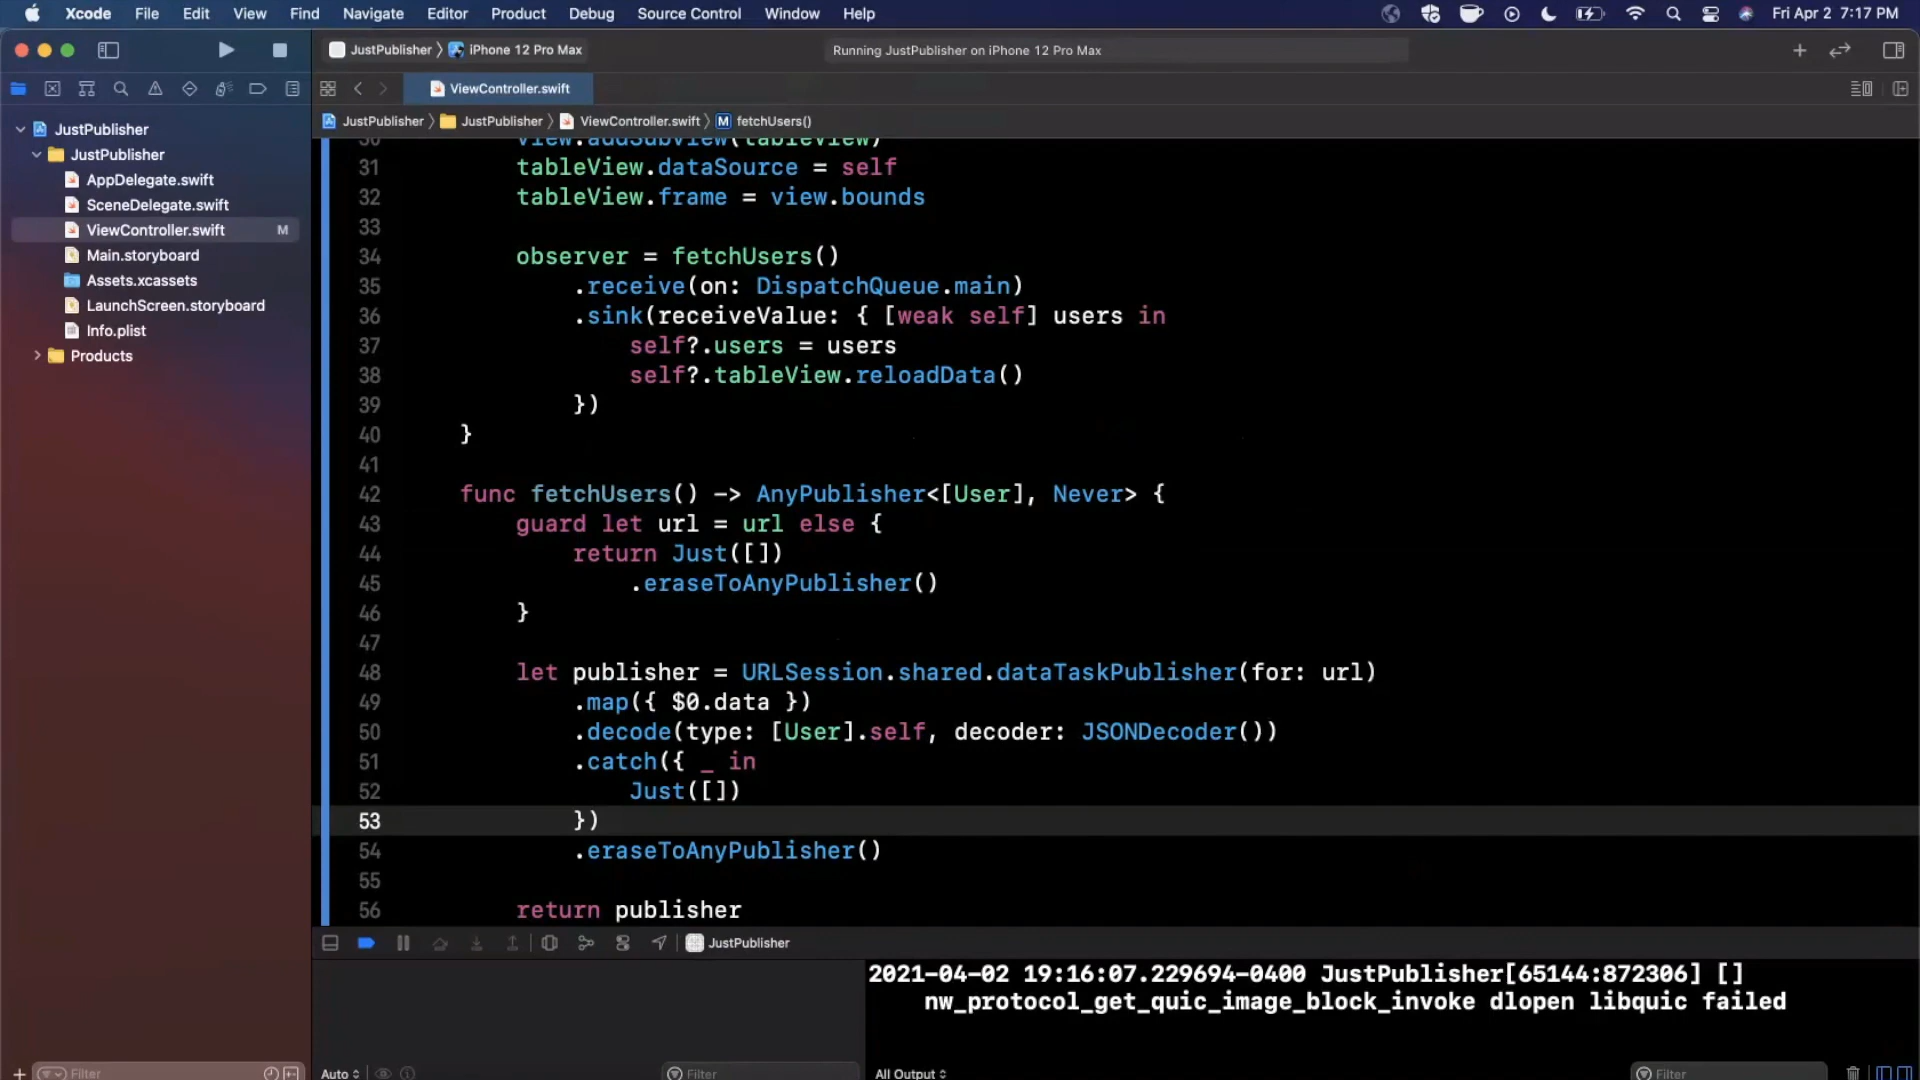 Xcode File Edit View Find Navigate Editor Product Debug Source Control Window Help Fri Apr 2 7:17 PM
JustPublisher iPhone 12 Pro Max Running JustPublisher on iPhone 12 Pro Max
ViewController.swift
JustPublisher JustPublisher ViewController.swift M fetchUsers()
JustPublisher
JustPublisher
AppDelegate.swift
SceneDelegate.swift
ViewController.swift M
Main.storyboard
Assets.xcassets
LaunchScreen.storyboard
Info.plist
Products
30 view.addSubview(tableView)
31 tableView.dataSource = self
32 tableView.frame = view.bounds
33
34 observer = fetchUsers()
35 .receive(on: DispatchQueue.main)
36 .sink(receiveValue: { [weak self] users in
37 self?.users = users
38 self?.tableView.reloadData()
39 })
40 }
41
42 func fetchUsers() -> AnyPublisher<[User], Never> {
43 guard let url = url else {
44 return Just([])
45 .eraseToAnyPublisher()
46 }
47
48 let publisher = URLSession.shared.dataTaskPublisher(for: url)
49 .map({ $0.data })
50 .decode(type: [User].self, decoder: JSONDecoder())
51 .catch({ _ in
52 Just([])
53 })
54 .eraseToAnyPublisher()
55
56 return publisher
JustPublisher
2021-04-02 19:16:07.229694-0400 JustPublisher[65144:872306] []
nw_protocol_get_quic_image_block_invoke dlopen libquic failed
Filter Auto Filter All Output Filter